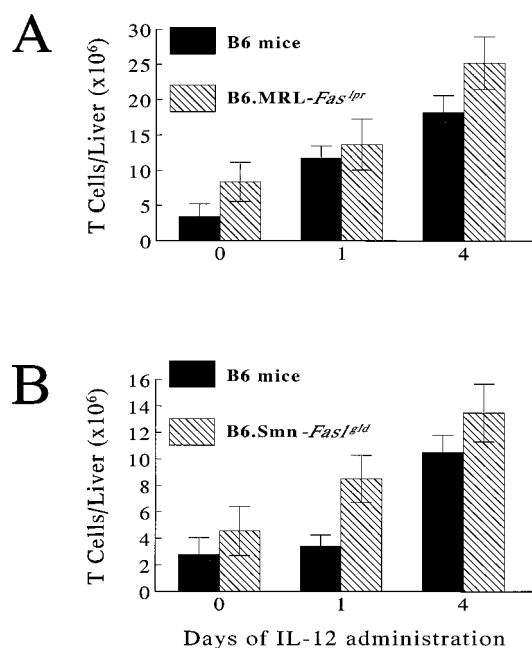 A
T Cells/Liver (x10⁶)
30
25
20
15
10
5
0
B6 mice
B6.MRL-Fas lpr
0 1 4
B
T Cells/Liver (x10⁶)
16
14
12
10
8
6
4
2
0
B6 mice
B6.Smn-Fasl gld
0 1 4
Days of IL-12 administration